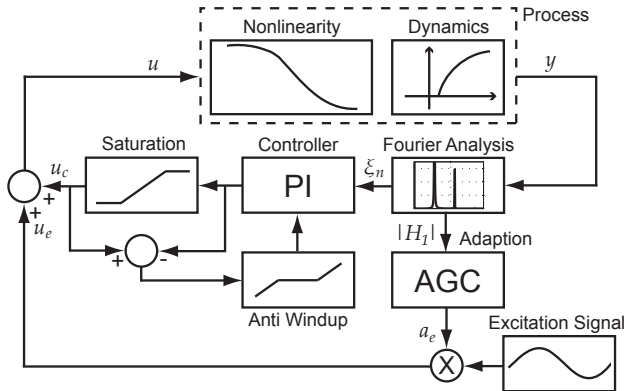 Process
Nonlinearity
Dynamics
u
y
Saturation
Controller
Fourier Analysis
u_c
PI
ξ_n
+
+
u_e
+
-
|H_1|
Adaption
AGC
Anti Windup
a_e
Excitation Signal
X